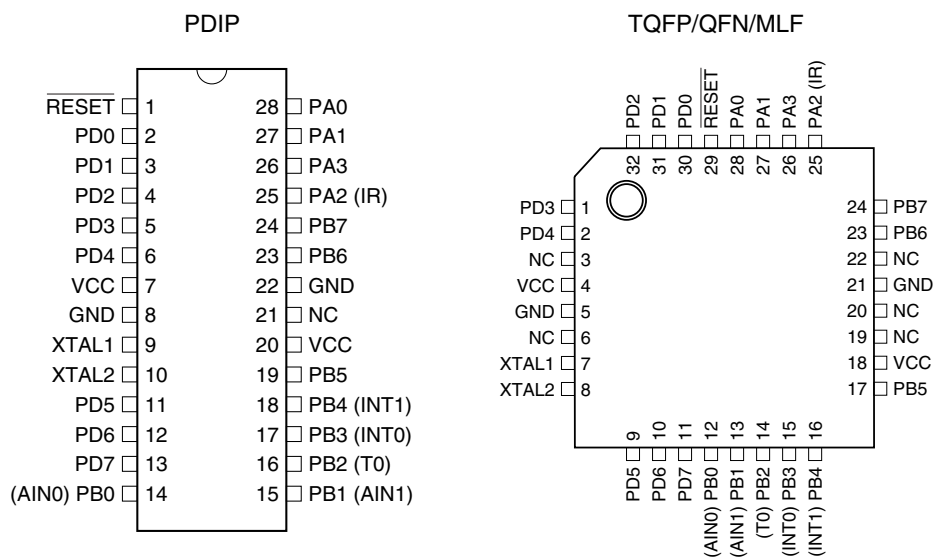 PDIP
RESET 1
PD0 2
PD1 3
PD2 4
PD3 5
PD4 6
VCC 7
GND 8
XTAL1 9
XTAL2 10
PD5 11
PD6 12
PD7 13
(AIN0) PB0 14
28 PA0
27 PA1
26 PA3
25 PA2 (IR)
24 PB7
23 PB6
22 GND
21 NC
20 VCC
19 PB5
18 PB4 (INT1)
17 PB3 (INT0)
16 PB2 (T0)
15 PB1 (AIN1)
TQFP/QFN/MLF
32 PD2
31 PD1
30 PD0
29 RESET
28 PA0
27 PA1
26 PA3
25 PA2 (IR)
PD3 1
PD4 2
NC 3
VCC 4
GND 5
NC 6
XTAL1 7
XTAL2 8
24 PB7
23 PB6
22 NC
21 GND
20 NC
19 NC
18 VCC
17 PB5
PD5 9
PD6 10
PD7 11
(AIN0) PB0 12
(AIN1) PB1 13
(T0) PB2 14
(INT0) PB3 15
(INT1) PB4 16